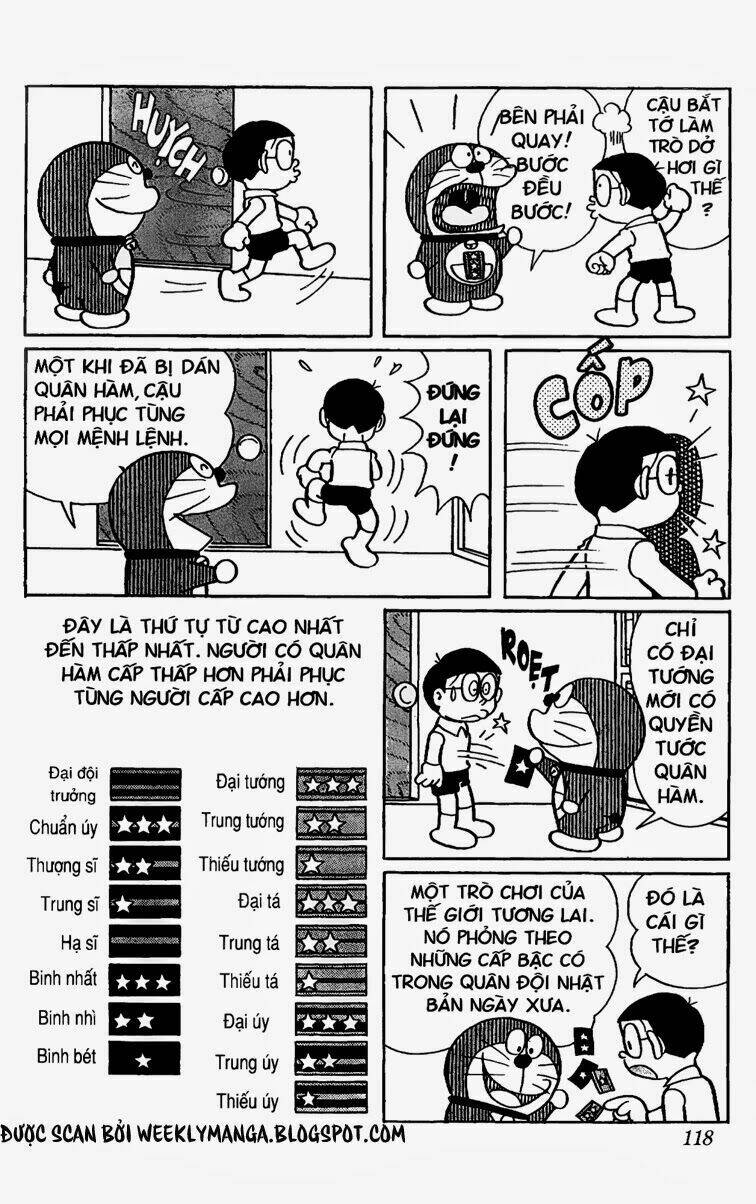 CẬU BẮT
TỚ LÀM
TRÒ DỞ
HƠI GÌ
THẾ
?
BÊN PHẢI
QUAY!
BƯỚC
ĐỀU
BƯỚC!
HUỴCH
CỐP
ĐỨNG
LẠI
ĐỨNG
!
MỘT KHI ĐÃ BỊ DÁN
QUÂN HÀM, CẬU
PHẢI PHỤC TÙNG
MỌI MỆNH LỆNH.
CHỈ
CÓ ĐẠI
TƯỚNG
MỚI CÓ
QUYỀN
TƯỚC
QUÂN
HÀM.
ROẸT
ĐÓ LÀ
CÁI GÌ
THẾ?
MỘT TRÒ CHƠI CỦA
THẾ GIỚI TƯƠNG LAI.
NÓ PHỎNG THEO
NHỮNG CẤP BẬC CÓ
TRONG QUÂN ĐỘI NHẬT
BẢN NGÀY XƯA.
ĐÂY LÀ THỨ TỰ TỪ CAO NHẤT
ĐẾN THẤP NHẤT. NGƯỜI CÓ QUÂN
HÀM CẤP THẤP HƠN PHẢI PHỤC
TÙNG NGƯỜI CẤP CAO HƠN.
Đại tướng
Trung tướng
Thiếu tướng
Đại tá
Trung tá
Thiếu tá
Đại úy
Trung úy
Thiếu úy
Đại đội
trưởng
Chuẩn úy
Thượng sĩ
Trung sĩ
Hạ sĩ
Binh nhất
Binh nhì
Binh bét
ĐƯỢC SCAN BỞI WEEKLYMANGA.BLOGSPOT.COM
118